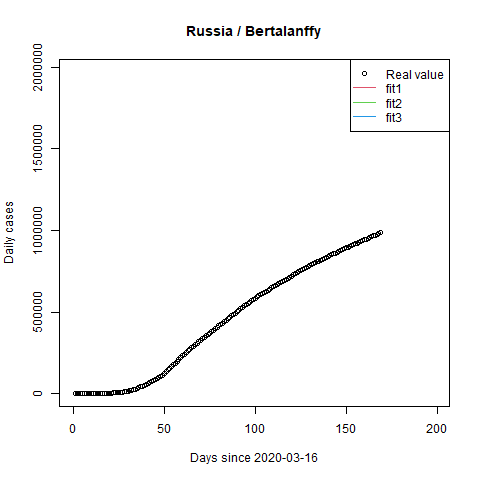 Russia / Bertalanffy
Real value
fit1
fit2
fit3
Daily cases
2000000
1500000
1000000
500000
0
0 50 100 150 200
Days since 2020-03-16